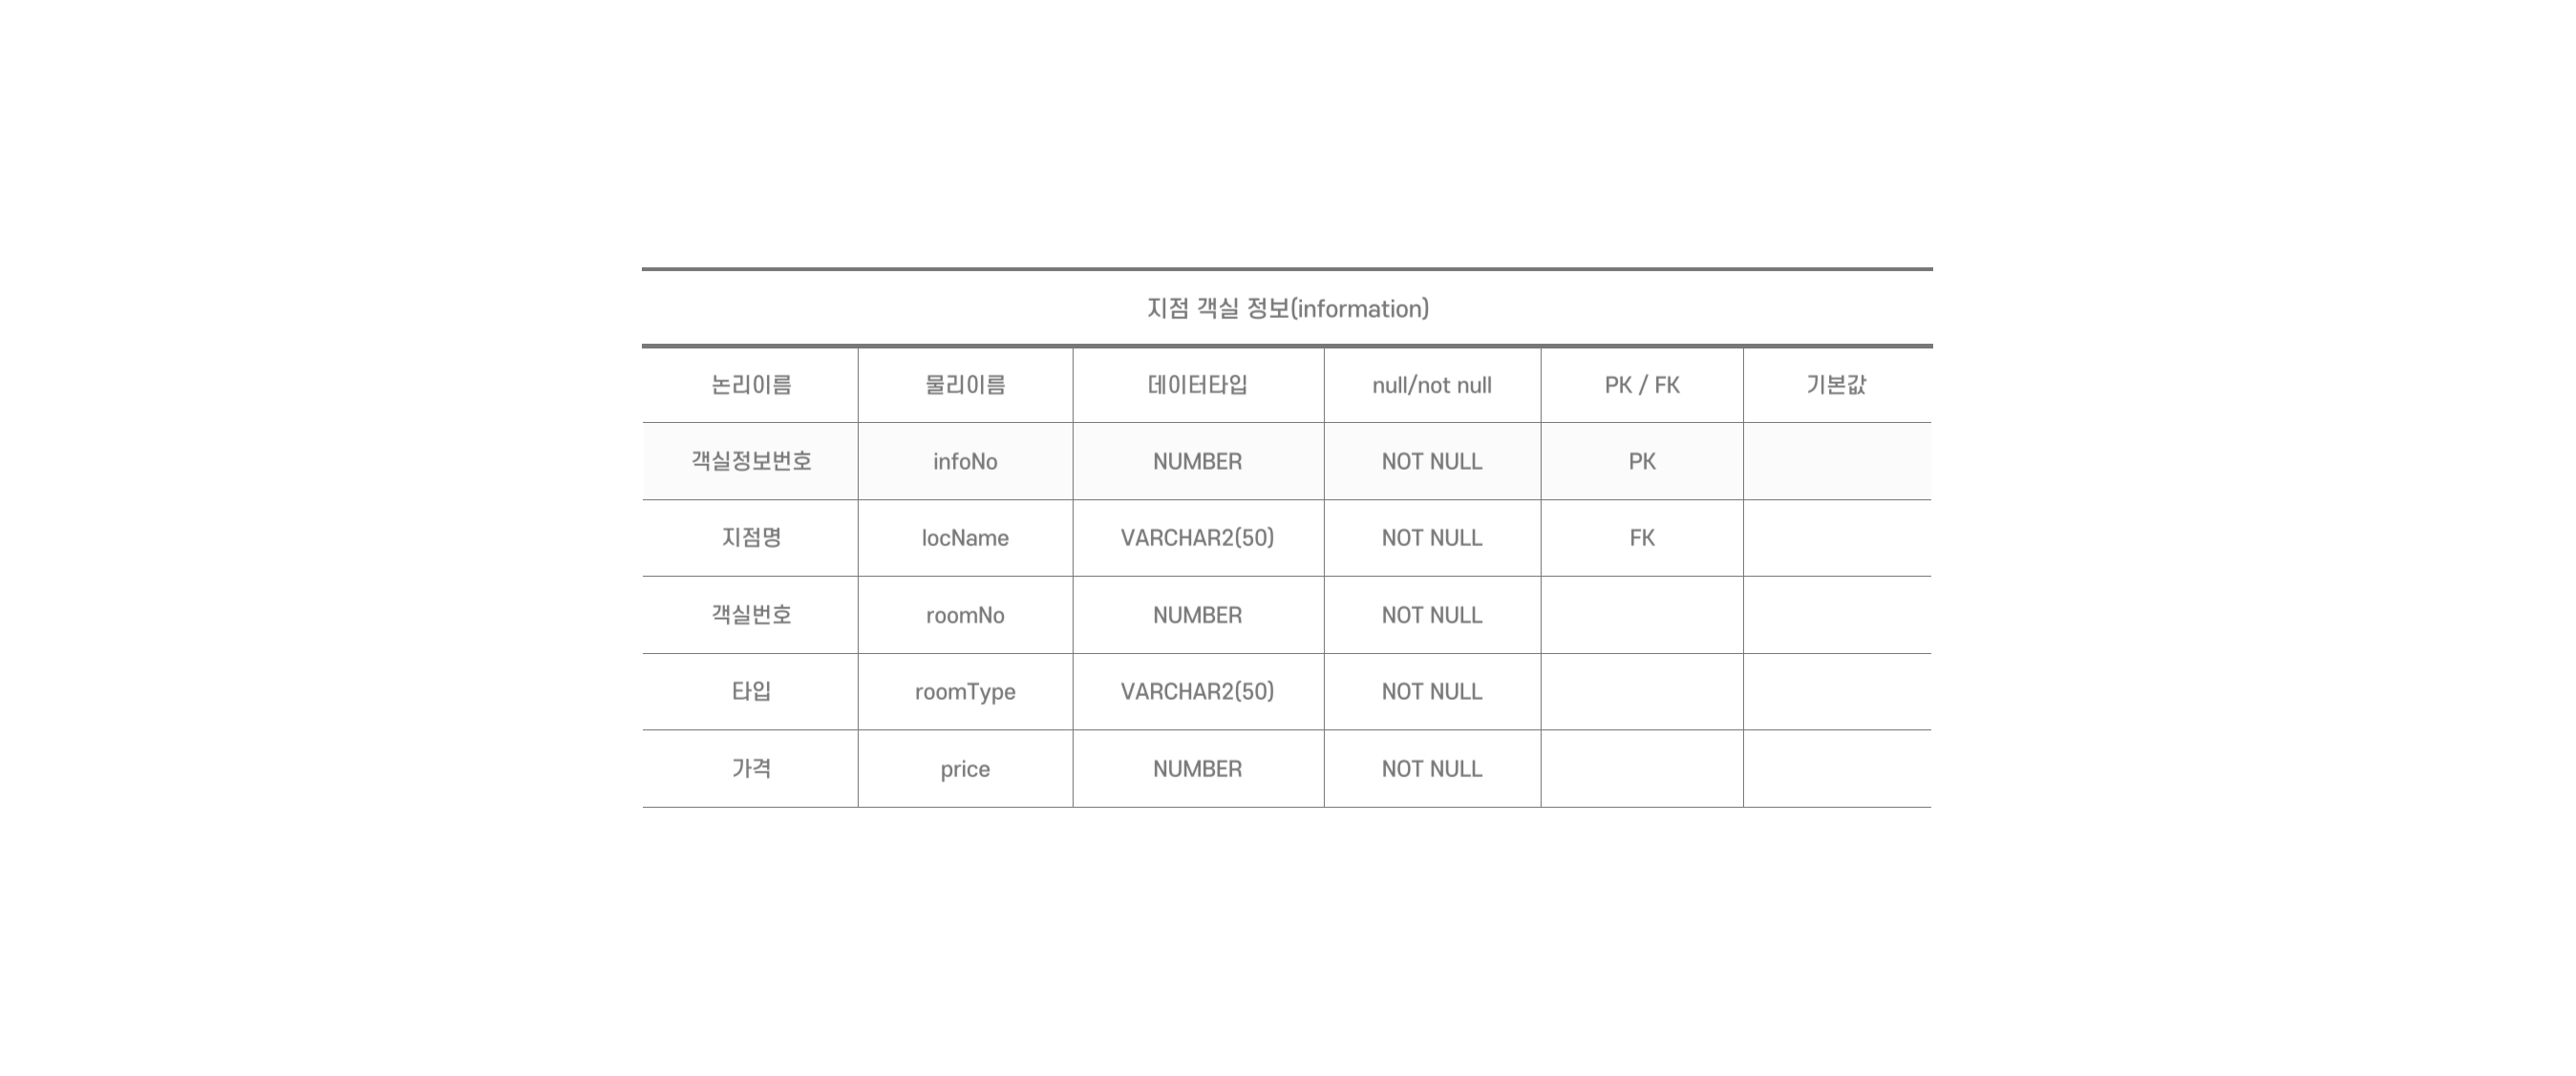 지점 객실 정보(information)
논리이름 물리이름 데이터타입 null/not null PK / FK 기본값
객실정보번호 infoNo NUMBER NOT NULL PK
지점명 locName VARCHAR2(50) NOT NULL FK
객실번호 roomNo NUMBER NOT NULL
타입 roomType VARCHAR2(50) NOT NULL
가격 price NUMBER NOT NULL